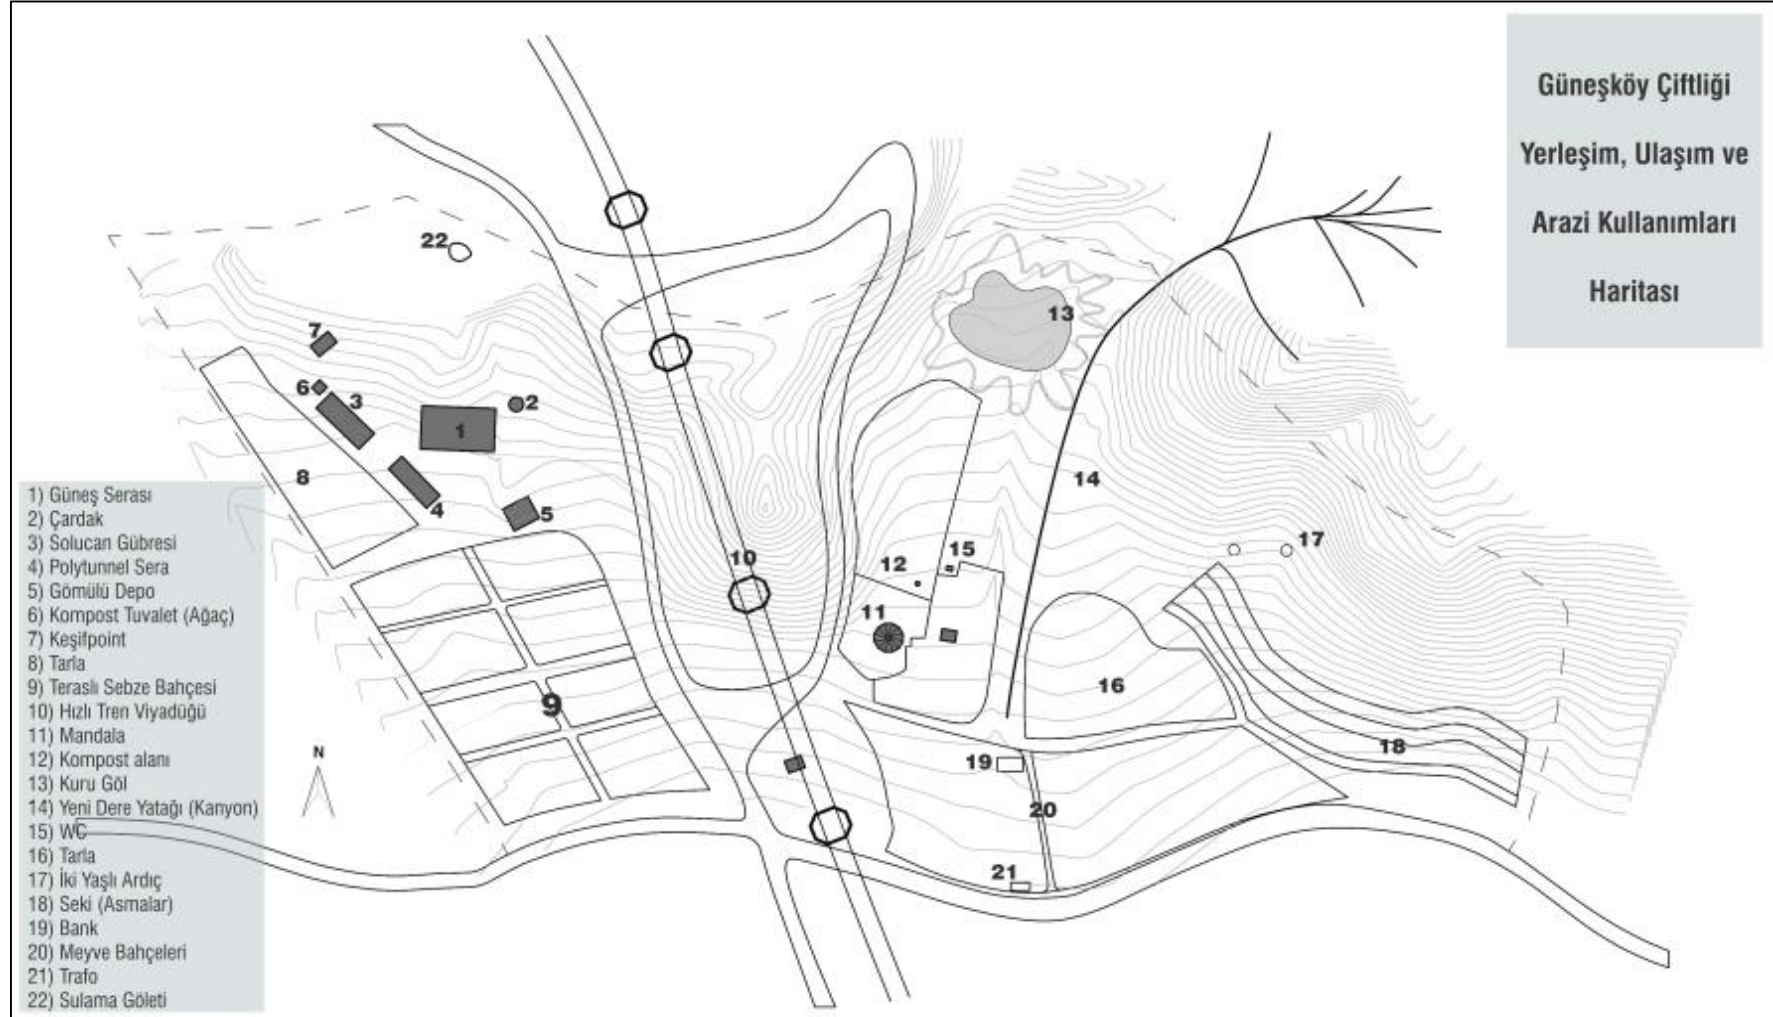 Güneşköy Çiftliği
Yerleşim, Ulaşım ve
Arazi Kullanımları
Haritası
22
7
6
3
2
1
8
4
5
13
14
17
10
15
12
11
16
9
18
19
20
21
N
1) Güneş Serası
2) Çardak
3) Solucan Gübresi
4) Polytunnel Sera
5) Gömülü Depo
6) Kompost Tuvalet (Ağaç)
7) Keşifpoint
8) Tarla
9) Teraslı Sebze Bahçesi
10) Hızlı Tren Viyadüğü
11) Mandala
12) Kompost alanı
13) Kuru Göl
14) Yeni Dere Yatağı (Kanyon)
15) WC
16) Tarla
17) İki Yaşlı Ardıç
18) Seki (Asmalar)
19) Bank
20) Meyve Bahçeleri
21) Trafo
22) Sulama Göleti